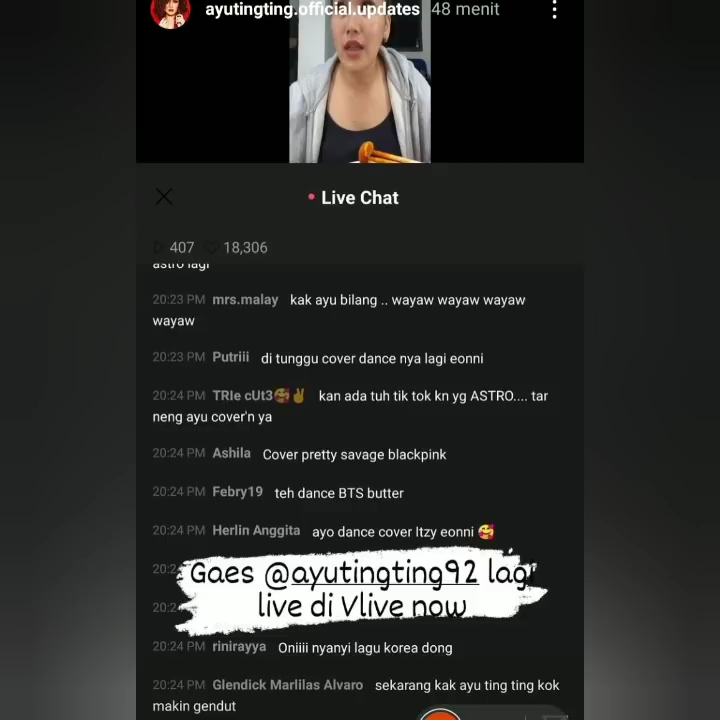 ayutingting.official.updates 48 menit
Live Chat
407 18,306
astro lagi
20:23 PM mrs.malay kak ayu bilang .. wayaw wayaw wayaw
wayaw
20:23 PM Putriii di tunggu cover dance nya lagi eonni
20:24 PM TRIe cUt3🥰✌ kan ada tuh tik tok kn yg ASTRO.... tar
neng ayu cover'n ya
20:24 PM Ashila Cover pretty savage blackpink
20:24 PM Febry19 teh dance BTS butter
20:24 PM Herlin Anggita ayo dance cover Itzy eonni 🥰
Gaes @ayutingting92 lagi
live di Vlive now
20:24 PM rinirayya Oniiii nyanyi lagu korea dong
20:24 PM Glendick Marlilas Alvaro sekarang kak ayu ting ting kok
makin gendut